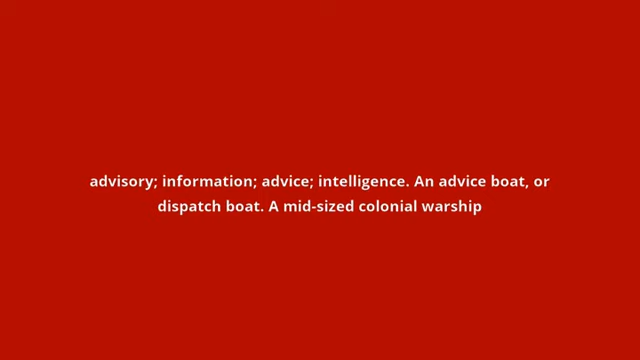 advisory; information; advice; intelligence. An advice boat, or
dispatch boat. A mid-sized colonial warship